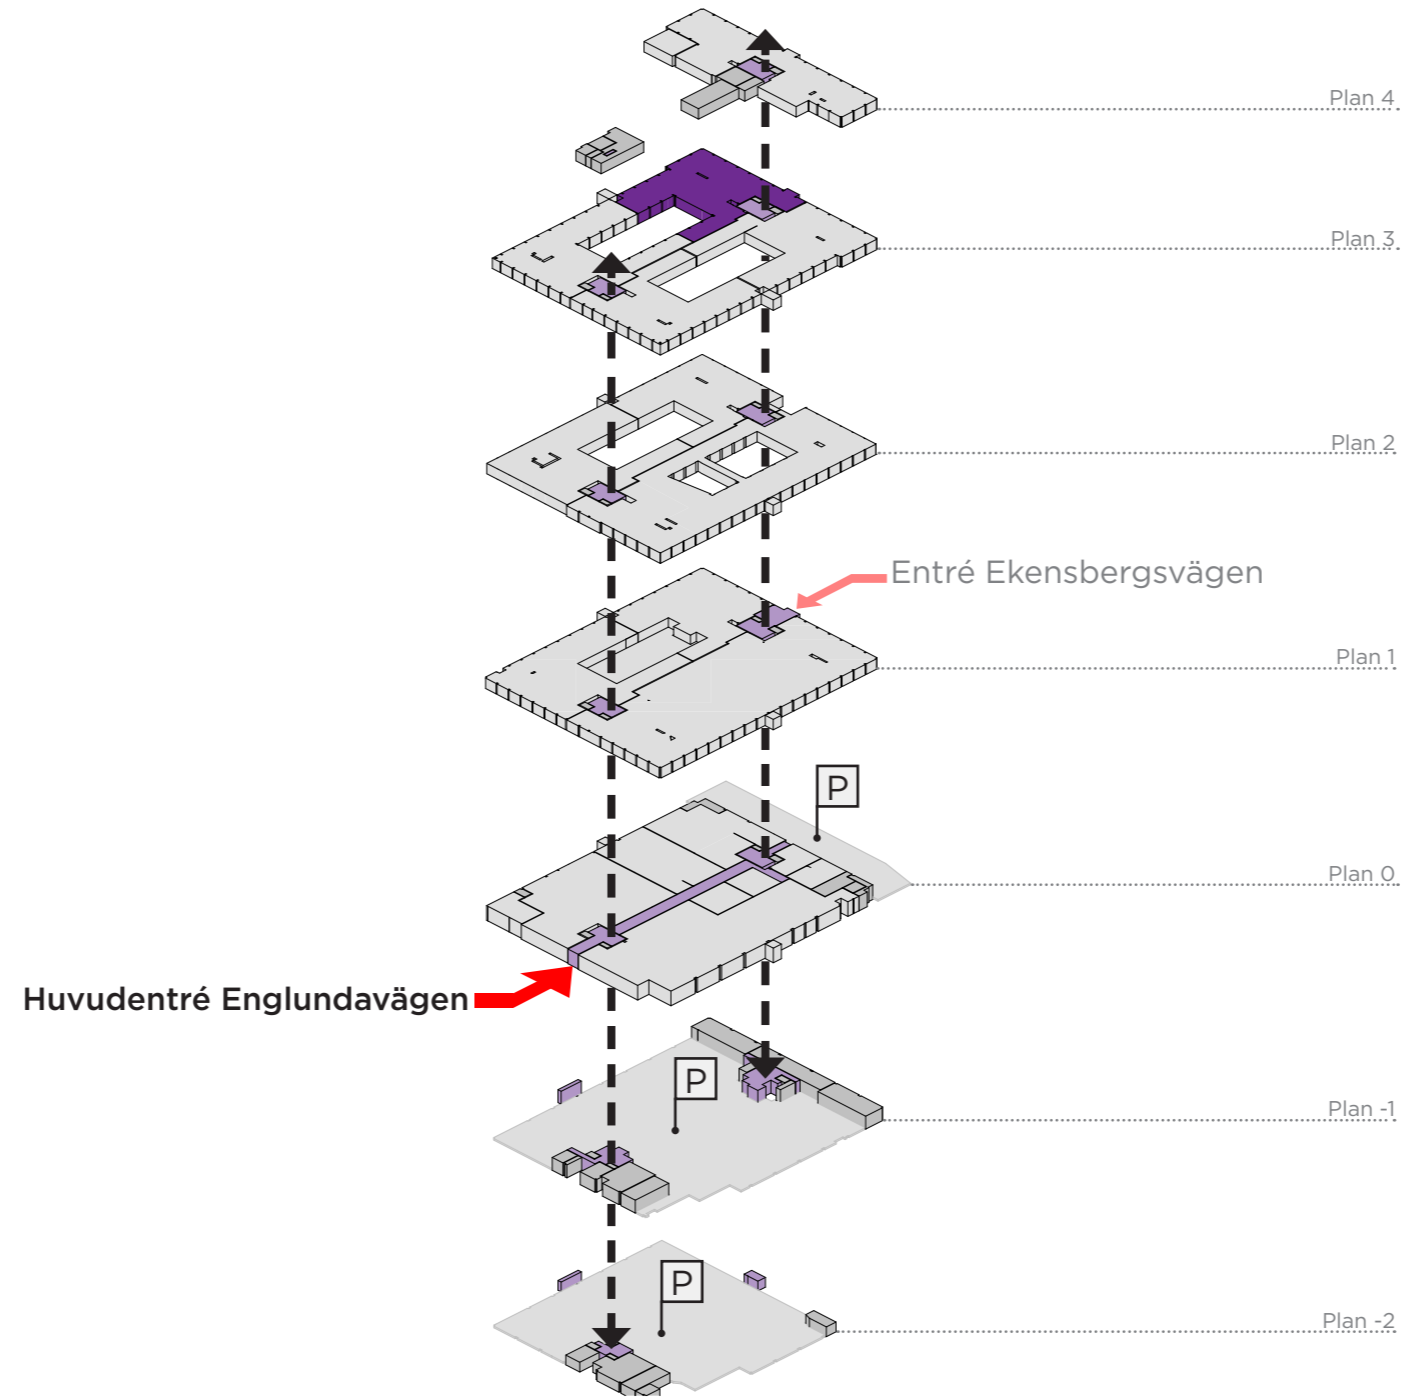 Plan 4
Plan 3
Plan 2
Entré Ekensbergsvägen
Plan 1
P
Plan 0
Huvudentré Englundavägen
P
Plan -1
P
Plan -2